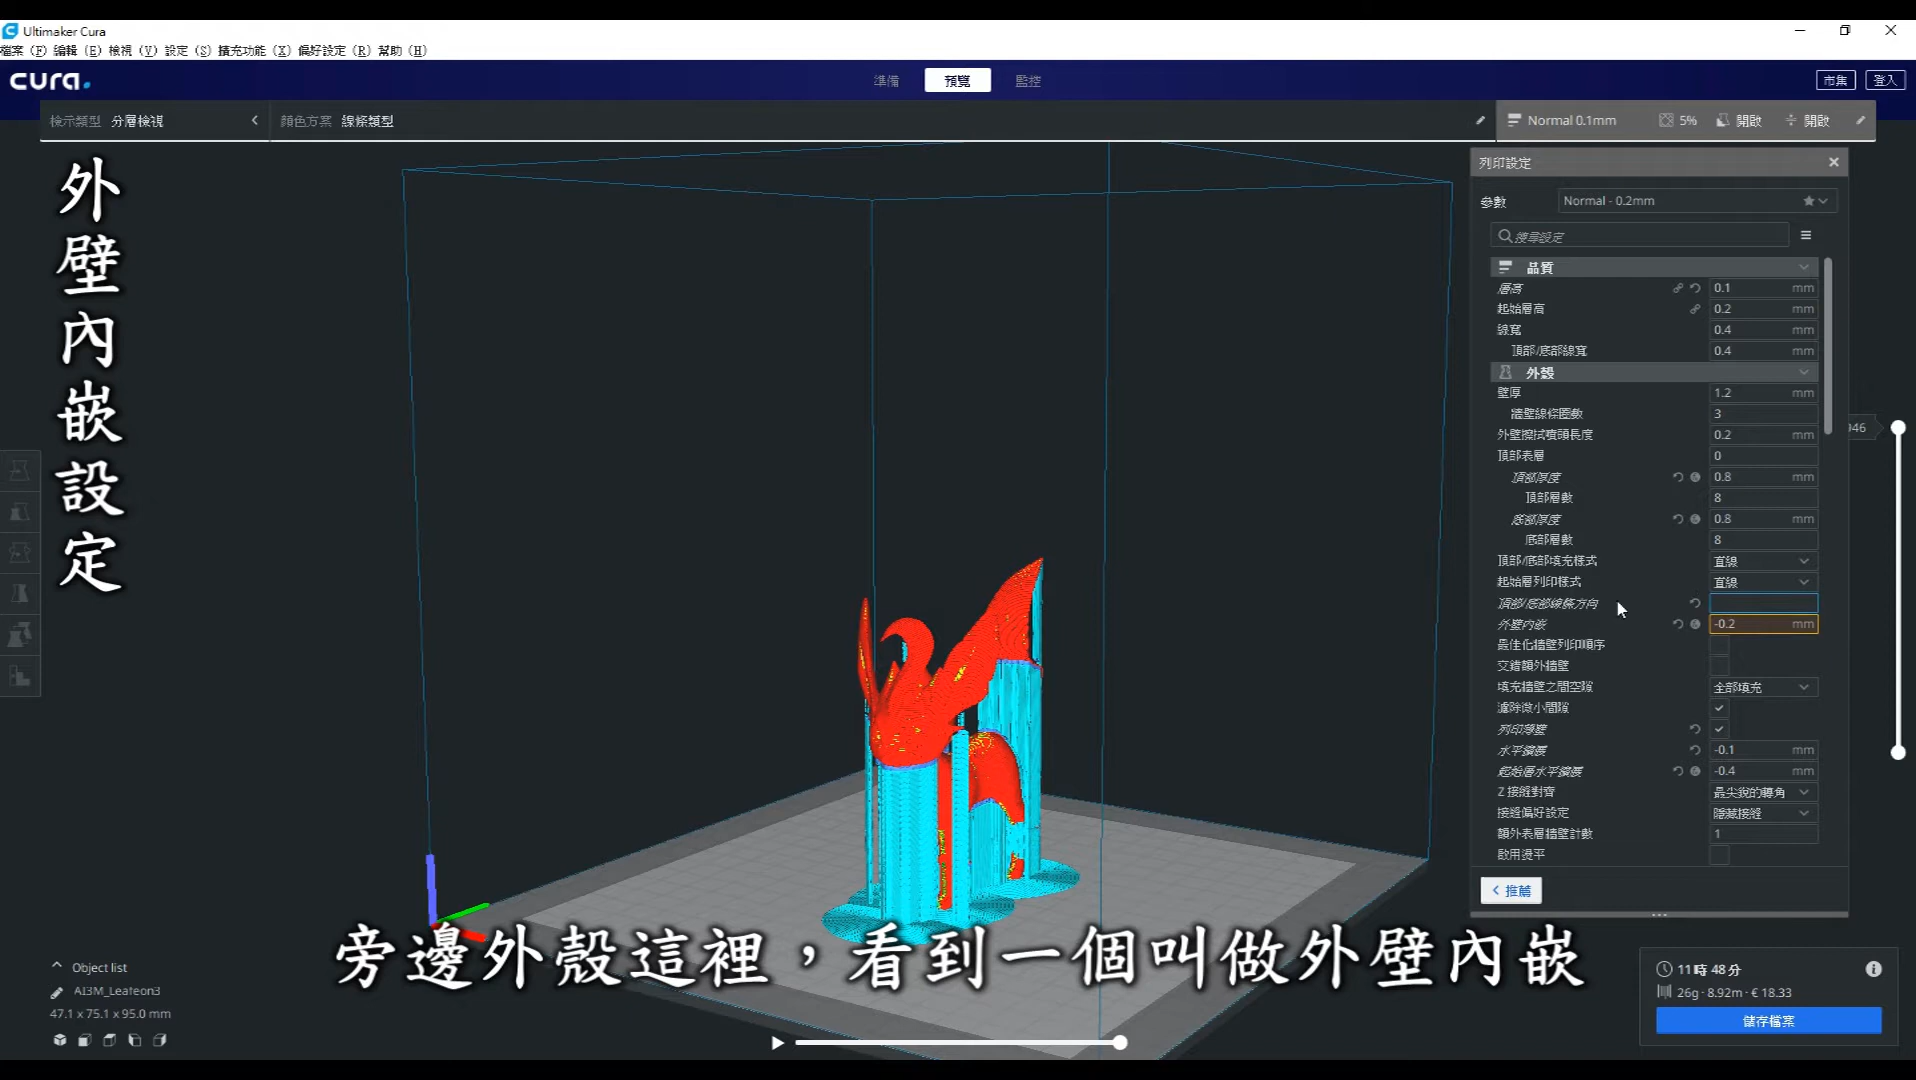 Ultimaker Cura
檔案 (F) 編輯 (E) 檢視 (V) 設定 (S) 擴充功能 (X) 偏好設定 (R) 幫助 (H)
cura.
準備 預覽 監控
市集 登入
檢示類型 分層檢視
顏色方案 線條類型
Normal 0.1mm 5% 開啟 開啟
外壁內嵌設定
列印設定
參數 Normal - 0.2mm
搜尋設定
品質
層高 0.1 mm
起始層高 0.2 mm
線寬 0.4 mm
頂部/底部線寬 0.4 mm
外殼
壁厚 1.2 mm
牆壁線條圈數 3
外壁擦拭噴頭長度 0.2 mm
頂部表層 0
頂部厚度 0.8 mm
頂部層數 8
底部厚度 0.8 mm
底部層數 8
頂部/底部填充樣式 直線
起始層列印樣式 直線
頂部/底部線條方向
外壁內嵌 -0.2 mm
最佳化牆壁列印順序
交錯額外牆壁
填充牆壁之間空隙 全部填充
濾除微小間隙
列印薄壁
水平擴展 -0.1 mm
起始層水平擴展 -0.4 mm
Z 接縫對齊 最尖銳的轉角
接縫偏好設定 隱藏接縫
額外表層牆壁計數 1
啟用燙平
推薦
946
旁邊外殼這裡，看到一個叫做外壁內嵌
Object list
AI3M_Leafeon3
47.1 x 75.1 x 95.0 mm
11 時 48 分
26g · 8.92m · € 18.33
儲存檔案